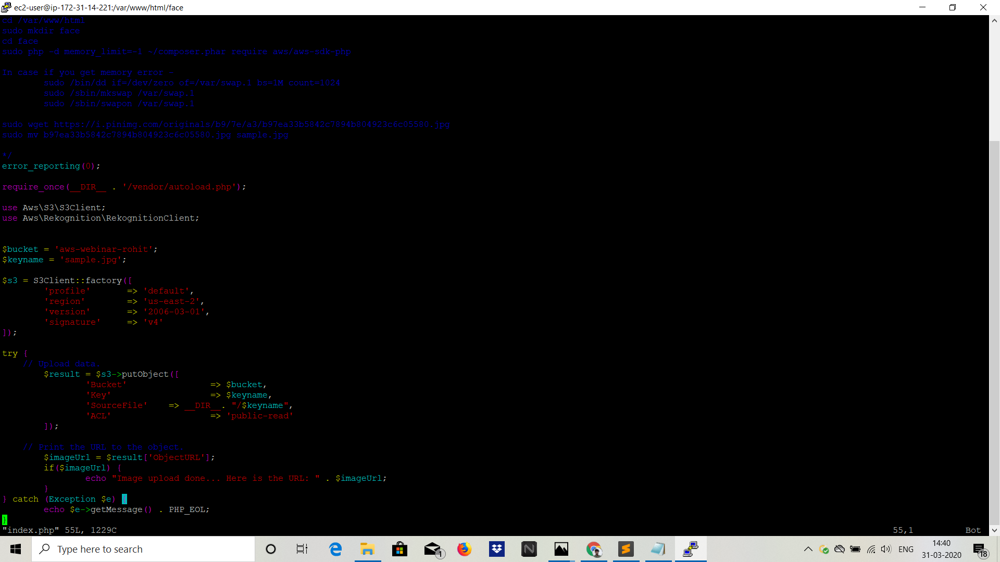 ec2-user@ip-172-31-14-221:/var/www/html/face
cd /var/www/html
sudo mkdir face
cd face
sudo php -d memory_limit=-1 ~/composer.phar require aws/aws-sdk-php
In case if you get memory error -
sudo /bin/dd if=/dev/zero of=/var/swap.1 bs=1M count=1024
sudo /sbin/mkswap /var/swap.1
sudo /sbin/swapon /var/swap.1
sudo wget https://i.pinimg.com/originals/b9/7e/a3/b97ea33b5842c7894b804923c6c05580.jpg
sudo mv b97ea33b5842c7894b804923c6c05580.jpg sample.jpg
*/
error_reporting(0);
require_once(__DIR__ . '/vendor/autoload.php');
use Aws\S3\S3Client;
use Aws\Rekognition\RekognitionClient;
$bucket = 'aws-webinar-rohit';
$keyname = 'sample.jpg';
$s3 = S3Client::factory([
'profile' => 'default',
'region' => 'us-east-2',
'version' => '2006-03-01',
'signature' => 'v4'
]);
try {
// Upload data.
$result = $s3->putObject([
'Bucket' => $bucket,
'Key' => $keyname,
'SourceFile' => __DIR__. "/$keyname",
'ACL' => 'public-read'
]);
// Print the URL to the object.
$imageUrl = $result['ObjectURL'];
if($imageUrl) {
echo "Image upload done... Here is the URL: " . $imageUrl;
}
} catch (Exception $e) {
echo $e->getMessage() . PHP_EOL;
}
"index.php" 55L, 1229C 55,1 Bot
Type here to search
1
N
S
ENG
14:40
31-03-2020
18